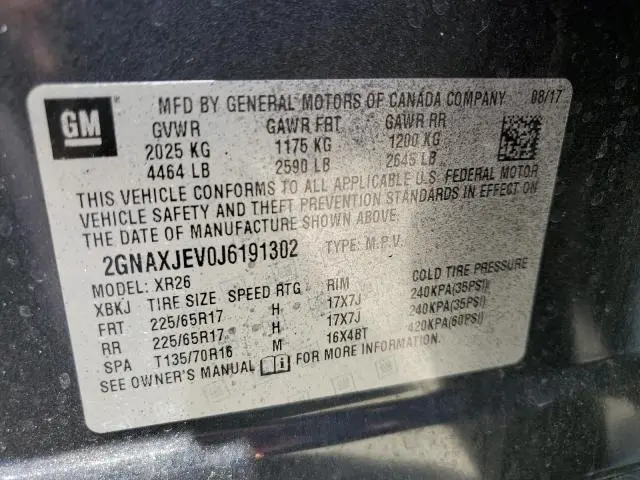 GM
MFD BY GENERAL MOTORS OF CANADA COMPANY 08/17
GVWR GAWR FRT GAWR RR
2025 KG 1175 KG 1200 KG
4464 LB 2590 LB 2645 LB
THIS VEHICLE CONFORMS TO ALL APPLICABLE U.S. FEDERAL MOTOR
VEHICLE SAFETY AND THEFT PREVENTION STANDARDS IN EFFECT ON
THE DATE OF MANUFACTURE SHOWN ABOVE.
2GNAXJEV0J6191302 TYPE: M.P.V.
MODEL: XR26
XBKJ TIRE SIZE SPEED RTG RIM COLD TIRE PRESSURE
FRT 225/65R17 H 17X7J 240KPA(35PSI)
RR 225/65R17 H 17X7J 240KPA(35PSI)
SPA T135/70R16 M 16X4BT 420KPA(60PSI)
SEE OWNER'S MANUAL FOR MORE INFORMATION.